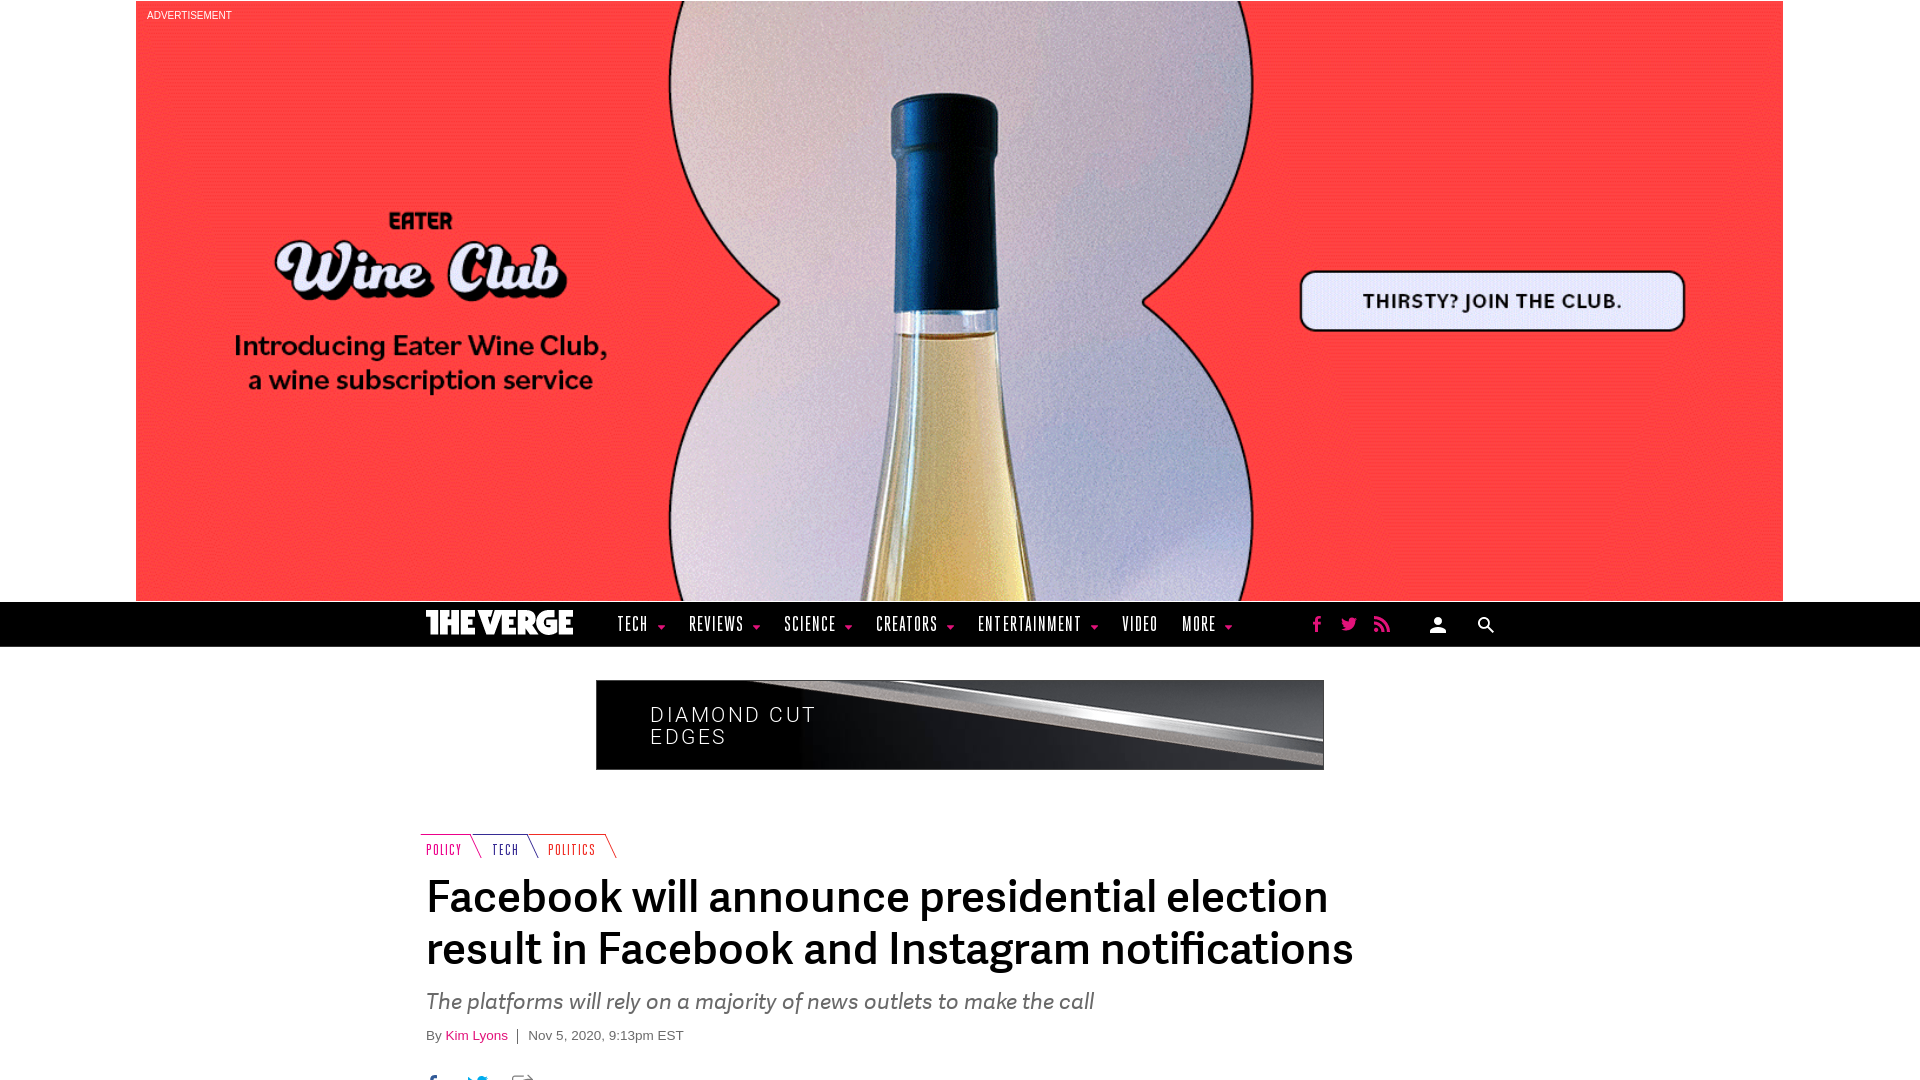 ADVERTISEMENT
EATER
Wine Club
Introducing Eater Wine Club,
a wine subscription service
THIRSTY? JOIN THE CLUB.
THE VERGE TECH REVIEWS SCIENCE CREATORS ENTERTAINMENT VIDEO MORE
DIAMOND CUT
EDGES
POLICY TECH POLITICS
Facebook will announce presidential election
result in Facebook and Instagram notifications
The platforms will rely on a majority of news outlets to make the call
By Kim Lyons | Nov 5, 2020, 9:13pm EST